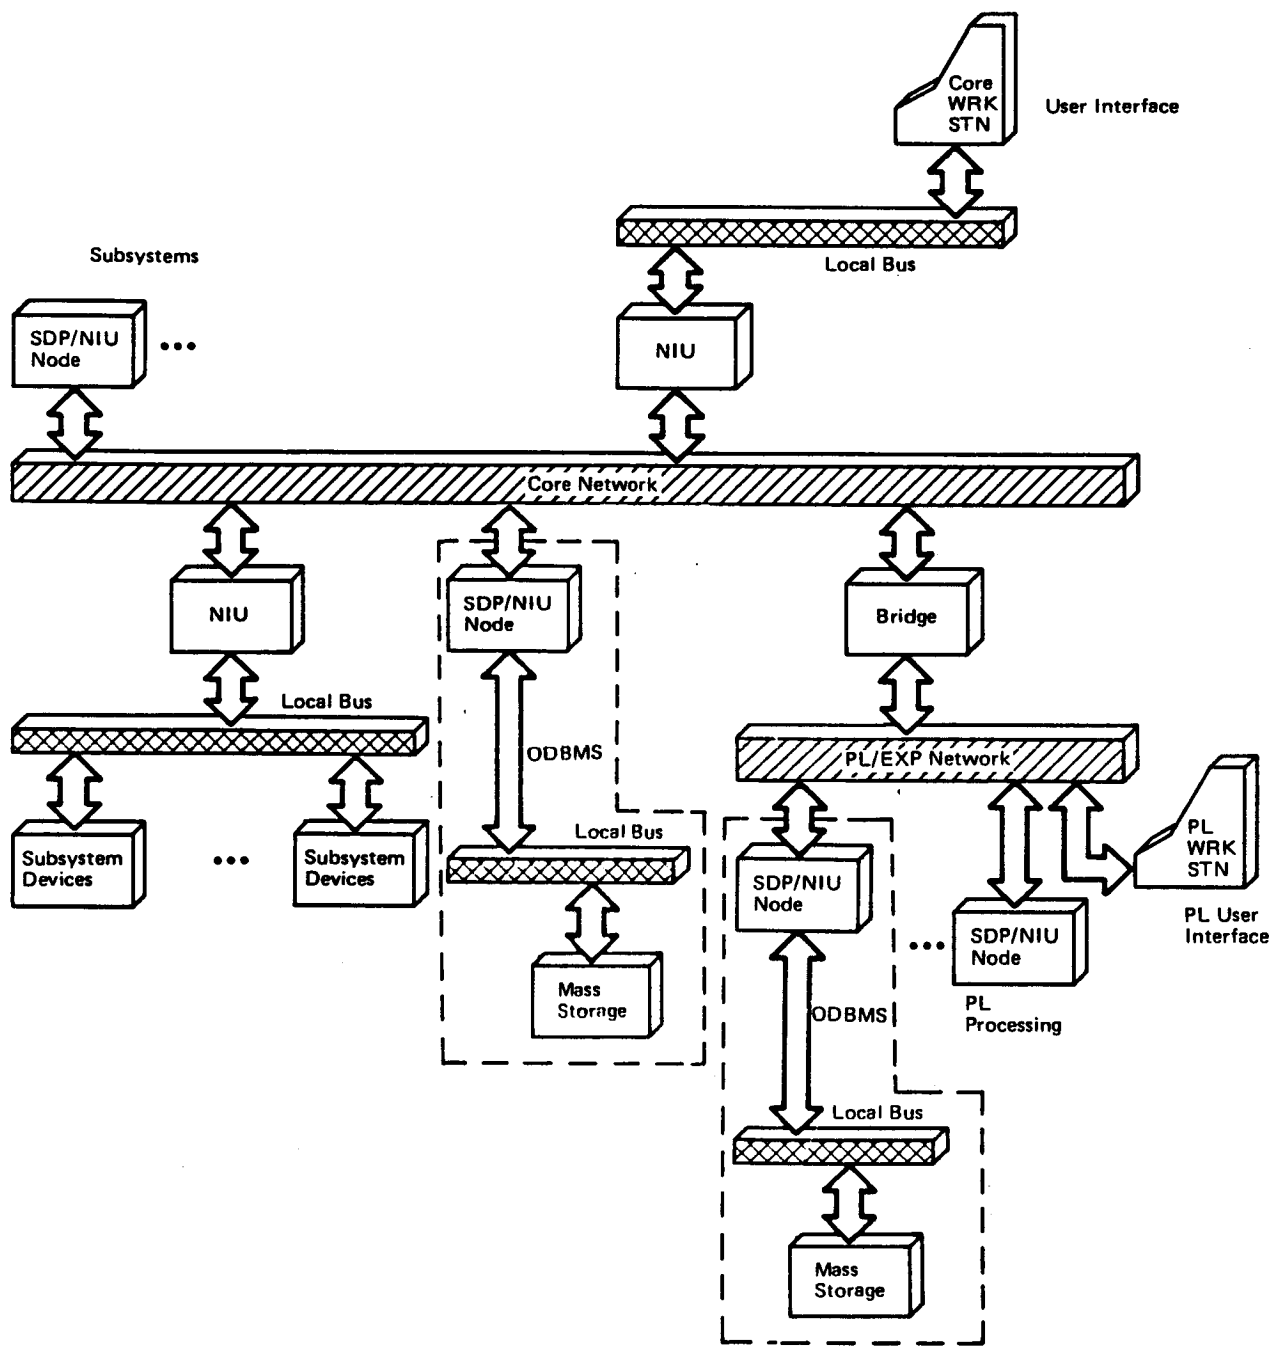 Core
WRK
STN
User Interface
Local Bus
Subsystems
SDP/NIU
Node
•••
NIU
Core Network
NIU
SDP/NIU
Node
Bridge
Local Bus
ODBMS
PL/EXP Network
Subsystem
Devices
•••
Subsystem
Devices
Local Bus
Mass
Storage
SDP/NIU
Node
•••
SDP/NIU
Node
PL
Processing
PL
WRK
STN
PL User
Interface
ODBMS
Local Bus
Mass
Storage